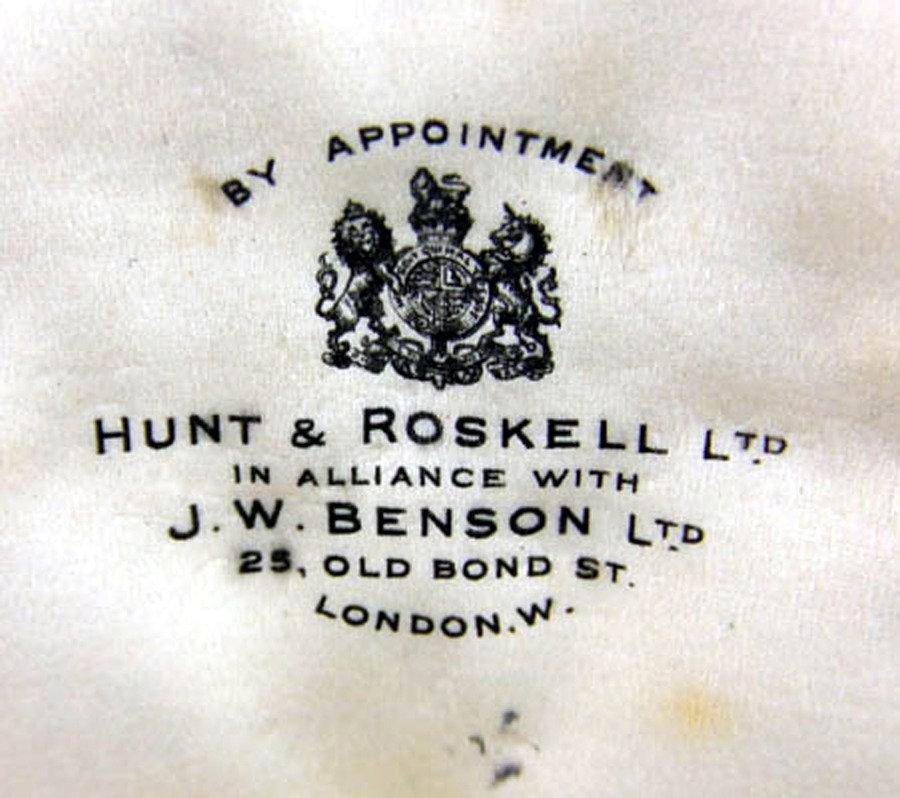 BY APPOINTMENT
HUNT & ROSKELL LTD
IN ALLIANCE WITH
J. W. BENSON LTD
25, OLD BOND ST.
LONDON. W.